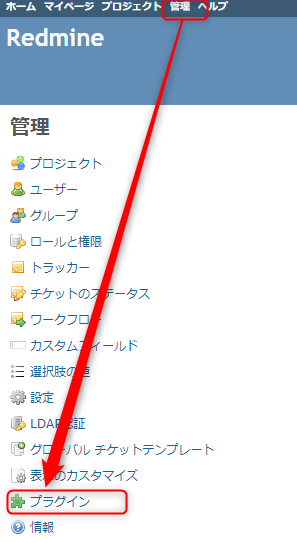 ホーム マイページ プロジェクト 管理 ヘルプ
Redmine
管理
プロジェクト
ユーザー
グループ
ロールと権限
トラッカー
チケットのステータス
ワークフロー
カスタムフィールド
選択肢の値
設定
LDAP認証
グローバル チケットテンプレート
表示のカスタマイズ
プラグイン
情報